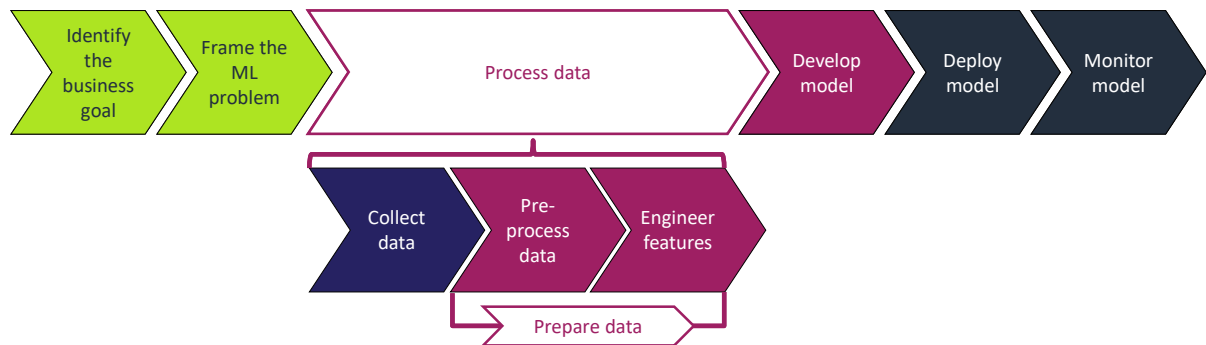 Identify
the
business
goal
Frame the
ML
problem
Process data
Develop
model
Deploy
model
Monitor
model
Collect
data
Pre-
process
data
Engineer
features
Prepare data